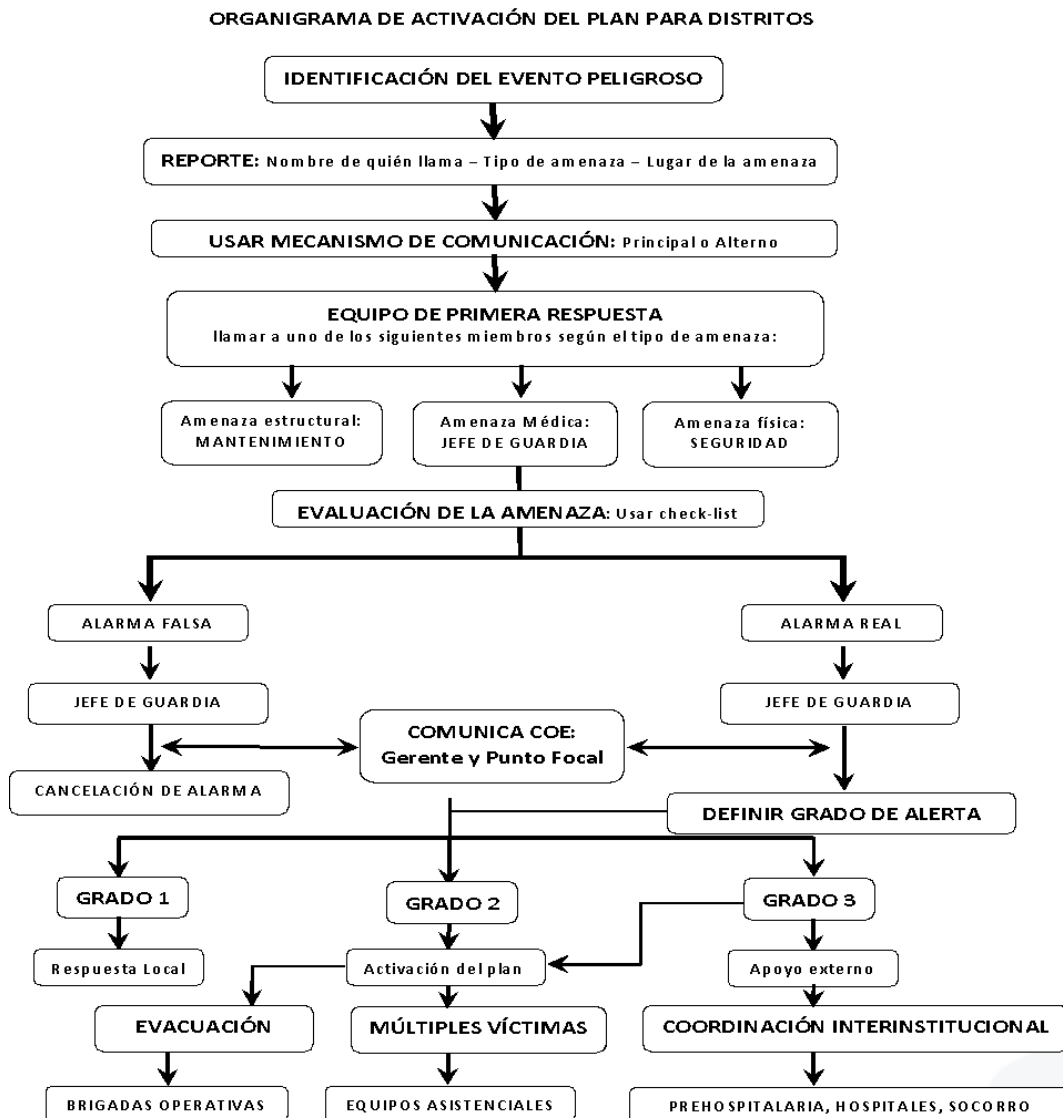 ORGANIGRAMA DE ACTIVACIÓN DEL PLAN PARA DISTRITOS
IDENTIFICACIÓN DEL EVENTO PELIGROSO
REPORTE: Nombre de quién llama – Tipo de amenaza – Lugar de la amenaza
USAR MECANISMO DE COMUNICACIÓN: Principal o Alterno
EQUIPO DE PRIMERA RESPUESTA
llamar a uno de los siguientes miembros según el tipo de amenaza:
Amenaza estructural:
MANTENIMIENTO
Amenaza Médica:
JEFE DE GUARDIA
Amenaza física:
SEGURIDAD
EVALUACIÓN DE LA AMENAZA: Usar check-list
ALARMA FALSA
ALARMA REAL
JEFE DE GUARDIA
JEFE DE GUARDIA
COMUNICA COE:
Gerente y Punto Focal
CANCELACIÓN DE ALARMA
DEFINIR GRADO DE ALERTA
GRADO 1
GRADO 2
GRADO 3
Respuesta Local
Activación del plan
Apoyo externo
EVACUACIÓN
MÚLTIPLES VÍCTIMAS
COORDINACIÓN INTERINSTITUCIONAL
BRIGADAS OPERATIVAS
EQUIPOS ASISTENCIALES
PREHOSPITALARIA, HOSPITALES, SOCORRO